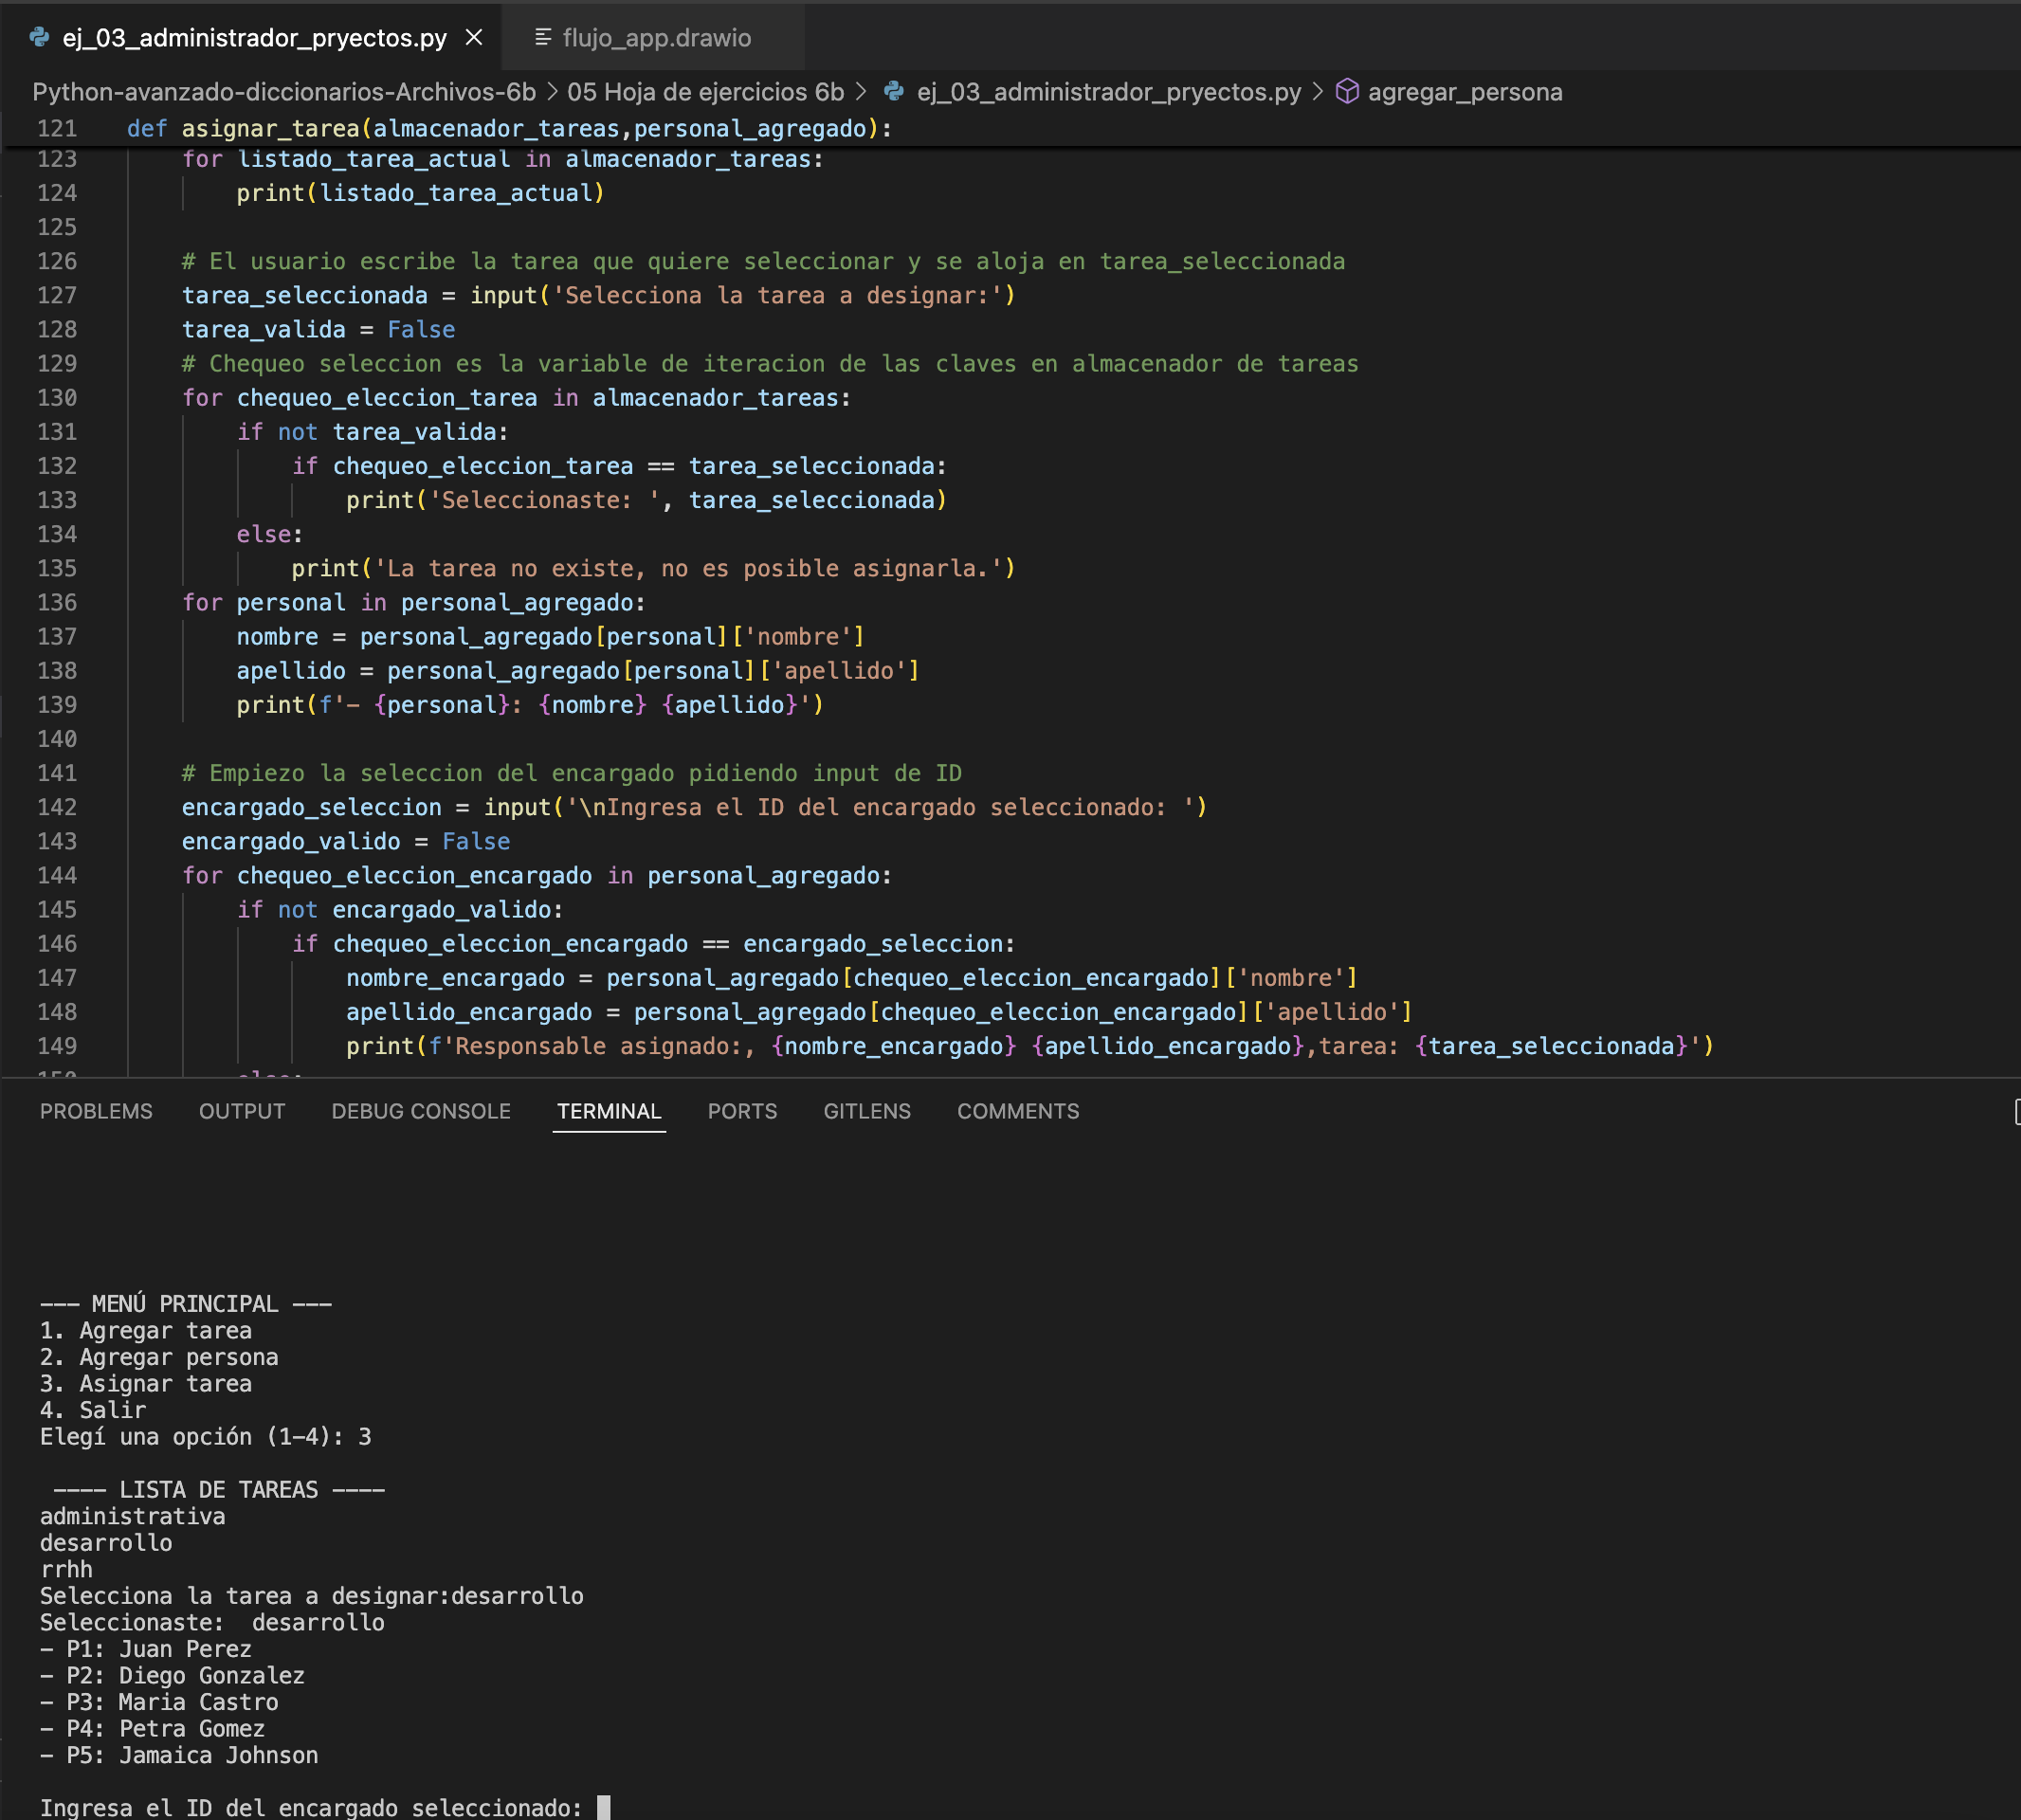 ej_03_administrador_pryectos.py
flujo_app.drawio
Python-avanzado-diccionarios-Archivos-6b > 05 Hoja de ejercicios 6b > ej_03_administrador_pryectos.py > agregar_persona
121 def asignar_tarea(almacenador_tareas,personal_agregado):
123     for listado_tarea_actual in almacenador_tareas:
124         print(listado_tarea_actual)
125
126     # El usuario escribe la tarea que quiere seleccionar y se aloja en tarea_seleccionada
127     tarea_seleccionada = input('Selecciona la tarea a designar:')
128     tarea_valida = False
129     # Chequeo seleccion es la variable de iteracion de las claves en almacenador de tareas
130     for chequeo_eleccion_tarea in almacenador_tareas:
131         if not tarea_valida:
132             if chequeo_eleccion_tarea == tarea_seleccionada:
133                 print('Seleccionaste: ', tarea_seleccionada)
134         else:
135             print('La tarea no existe, no es posible asignarla.')
136     for personal in personal_agregado:
137         nombre = personal_agregado[personal]['nombre']
138         apellido = personal_agregado[personal]['apellido']
139         print(f'- {personal}: {nombre} {apellido}')
140
141     # Empiezo la seleccion del encargado pidiendo input de ID
142     encargado_seleccion = input('\nIngresa el ID del encargado seleccionado: ')
143     encargado_valido = False
144     for chequeo_eleccion_encargado in personal_agregado:
145         if not encargado_valido:
146             if chequeo_eleccion_encargado == encargado_seleccion:
147                 nombre_encargado = personal_agregado[chequeo_eleccion_encargado]['nombre']
148                 apellido_encargado = personal_agregado[chequeo_eleccion_encargado]['apellido']
149                 print(f'Responsable asignado:, {nombre_encargado} {apellido_encargado},tarea: {tarea_seleccionada}')
150         else:
PROBLEMS OUTPUT DEBUG CONSOLE TERMINAL PORTS GITLENS COMMENTS
--- MENÚ PRINCIPAL ---
1. Agregar tarea
2. Agregar persona
3. Asignar tarea
4. Salir
Elegí una opción (1-4): 3
---- LISTA DE TAREAS ----
administrativa
desarrollo
rrhh
Selecciona la tarea a designar:desarrollo
Seleccionaste:  desarrollo
- P1: Juan Perez
- P2: Diego Gonzalez
- P3: Maria Castro
- P4: Petra Gomez
- P5: Jamaica Johnson
Ingresa el ID del encargado seleccionado: